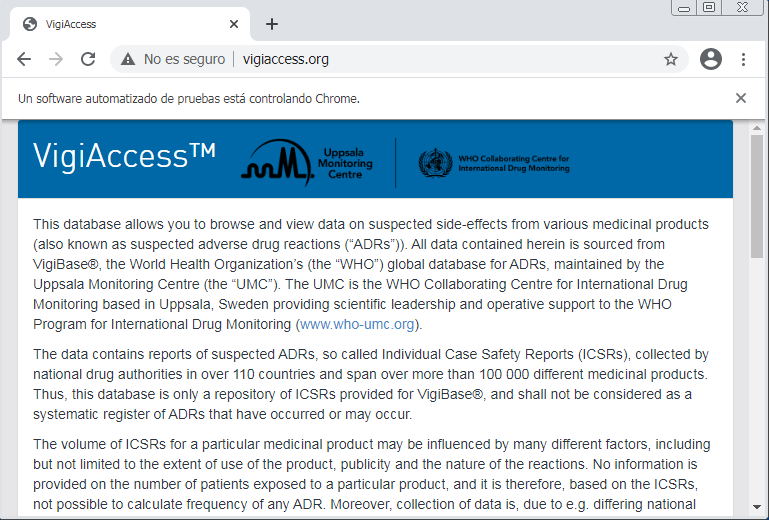 VigiAccess
No es seguro
vigiaccess.org
Un software automatizado de pruebas está controlando Chrome.
VigiAccess™
Uppsala
Monitoring
Centre
WHO Collaborating Centre for
International Drug Monitoring
This database allows you to browse and view data on suspected side-effects from various medicinal products
(also known as suspected adverse drug reactions (“ADRs”)). All data contained herein is sourced from
VigiBase®, the World Health Organization’s (the “WHO”) global database for ADRs, maintained by the
Uppsala Monitoring Centre (the “UMC”). The UMC is the WHO Collaborating Centre for International Drug
Monitoring based in Uppsala, Sweden providing scientific leadership and operative support to the WHO
Program for International Drug Monitoring (www.who-umc.org).
The data contains reports of suspected ADRs, so called Individual Case Safety Reports (ICSRs), collected by
national drug authorities in over 110 countries and span over more than 100 000 different medicinal products.
Thus, this database is only a repository of ICSRs provided for VigiBase®, and shall not be considered as a
systematic register of ADRs that have occurred or may occur.
The volume of ICSRs for a particular medicinal product may be influenced by many different factors, including
but not limited to the extent of use of the product, publicity and the nature of the reactions. No information is
provided on the number of patients exposed to a particular product, and it is therefore, based on the ICSRs,
not possible to calculate frequency of any ADR. Moreover, collection of data is, due to e.g. differing national